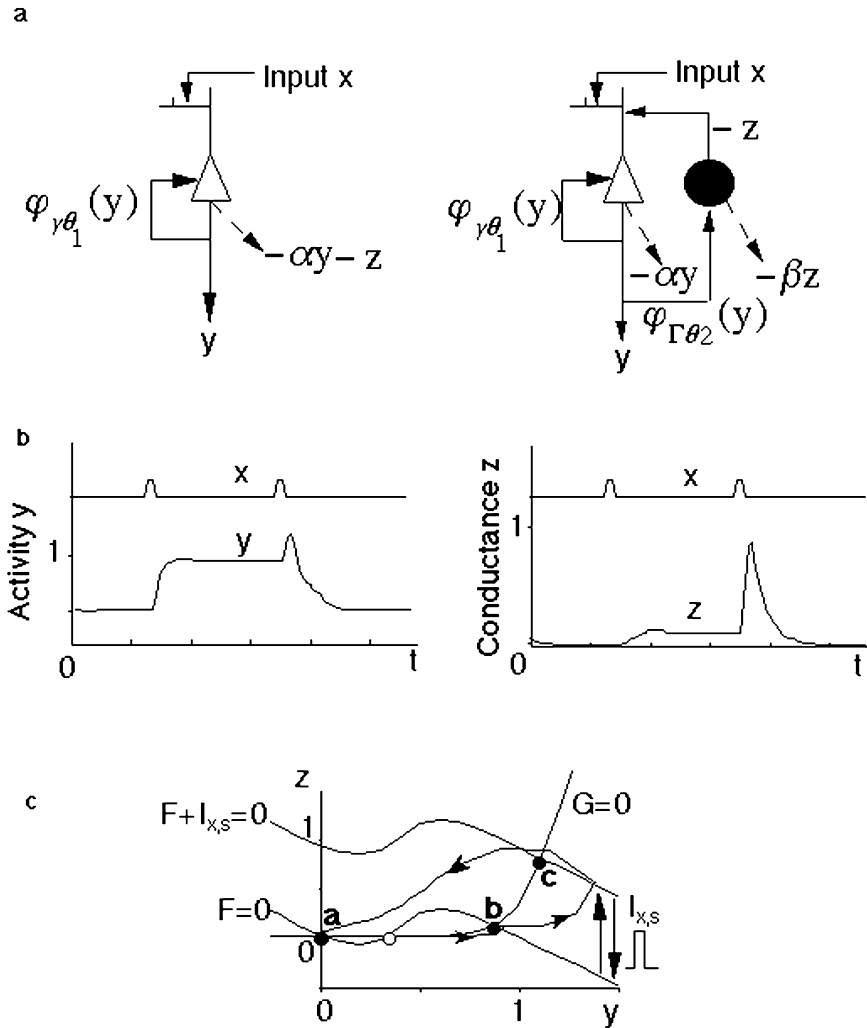 a
Input x
Input x
− z
φγθ1(y)
φγθ1(y)
−αy− z
−αy
−βz
φΓθ2(y)
y
y
b
Activity y
x
1
y
0
t
Conductance z
x
1
z
0
t
c
z
F+Ix,s=0
1
G=0
c
F=0
a
b
Ix,s
0
0
1
y